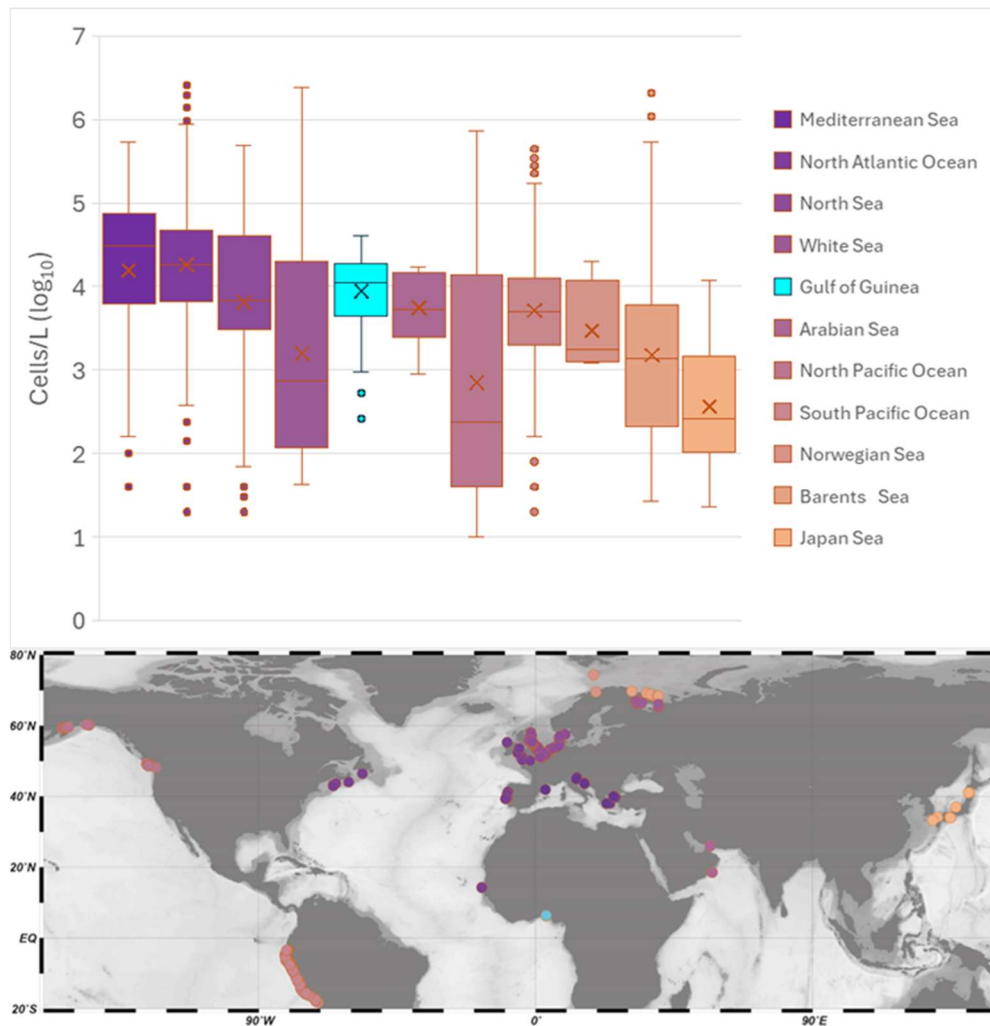 7
6
5
4
3
2
1
0
Cells/L (log10)
Mediterranean Sea
North Atlantic Ocean
North Sea
White Sea
Gulf of Guinea
Arabian Sea
North Pacific Ocean
South Pacific Ocean
Norwegian Sea
Barents Sea
Japan Sea
80°N
60°N
40°N
20°N
EQ
20°S
90°W
0°
90°E